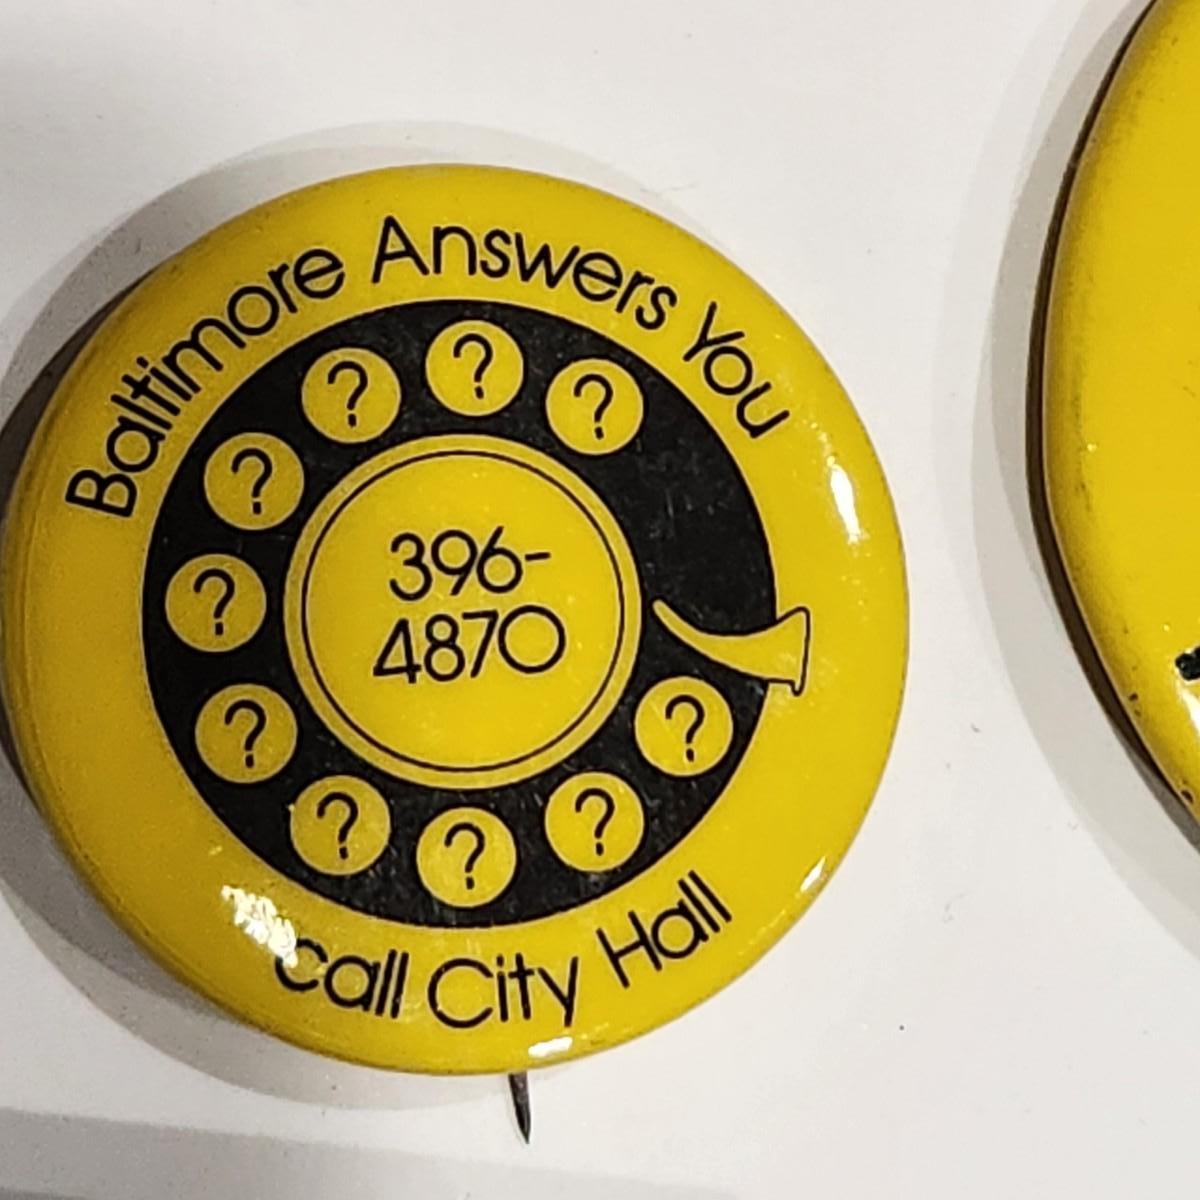 Baltimore Answers You
? ? ? ? ? ? ? ? ? ?
396-
4870
call City Hall